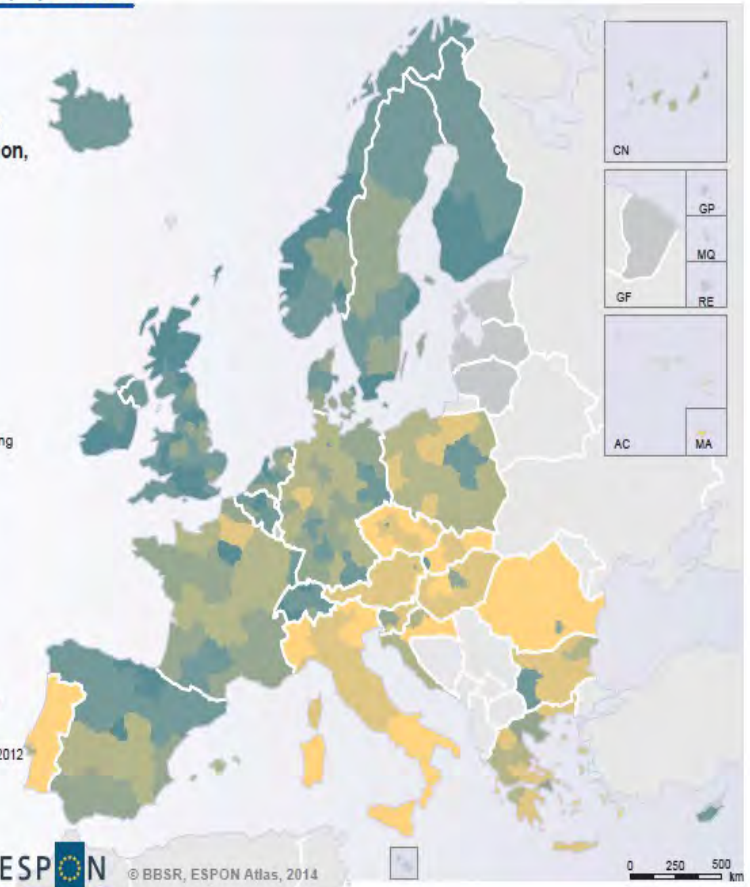 on,
CN
GP
MQ
GF
RE
ng
AC
MA
2012
ESPON
© BBSR, ESPON Atlas, 2014
0 250 500
km